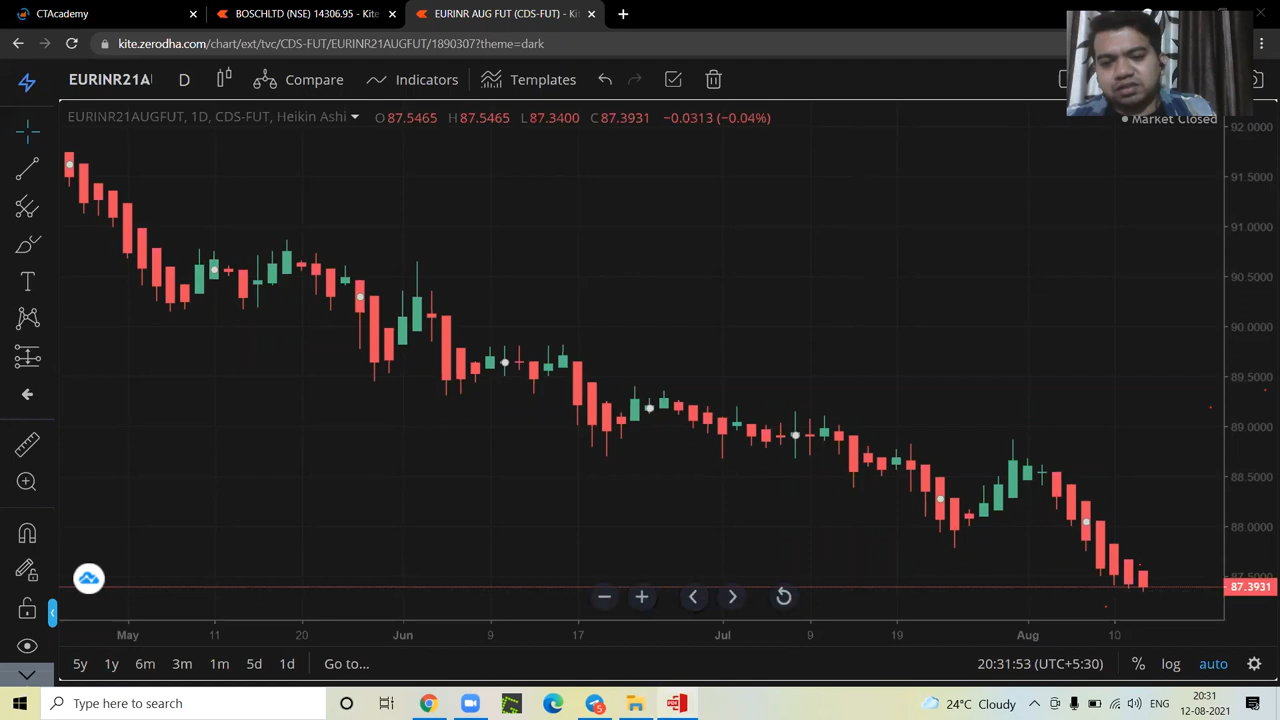 CTAcademy
BOSCHLTD (NSE) 14306.95 - Kite
EURINR AUG FUT (CDS-FUT) - Kit
kite.zerodha.com/chart/ext/tvc/CDS-FUT/EURINR21AUGFUT/1890307?theme=dark
EURINR21A
D
Compare
Indicators
Templates
EURINR21AUGFUT, 1D, CDS-FUT, Heikin Ashi
O 87.5465 H 87.5465 L 87.3400 C 87.3931 −0.0313 (−0.04%)
Market Closed
92.0000
91.5000
91.0000
90.5000
90.0000
89.5000
89.0000
88.5000
88.0000
87.5000
87.3931
May 11 20 Jun 9 17 Jul 9 19 Aug 10
5y 1y 6m 3m 1m 5d 1d Go to...
20:31:53 (UTC+5:30) % log auto
Type here to search
5
24°C Cloudy
ENG
20:31
12-08-2021